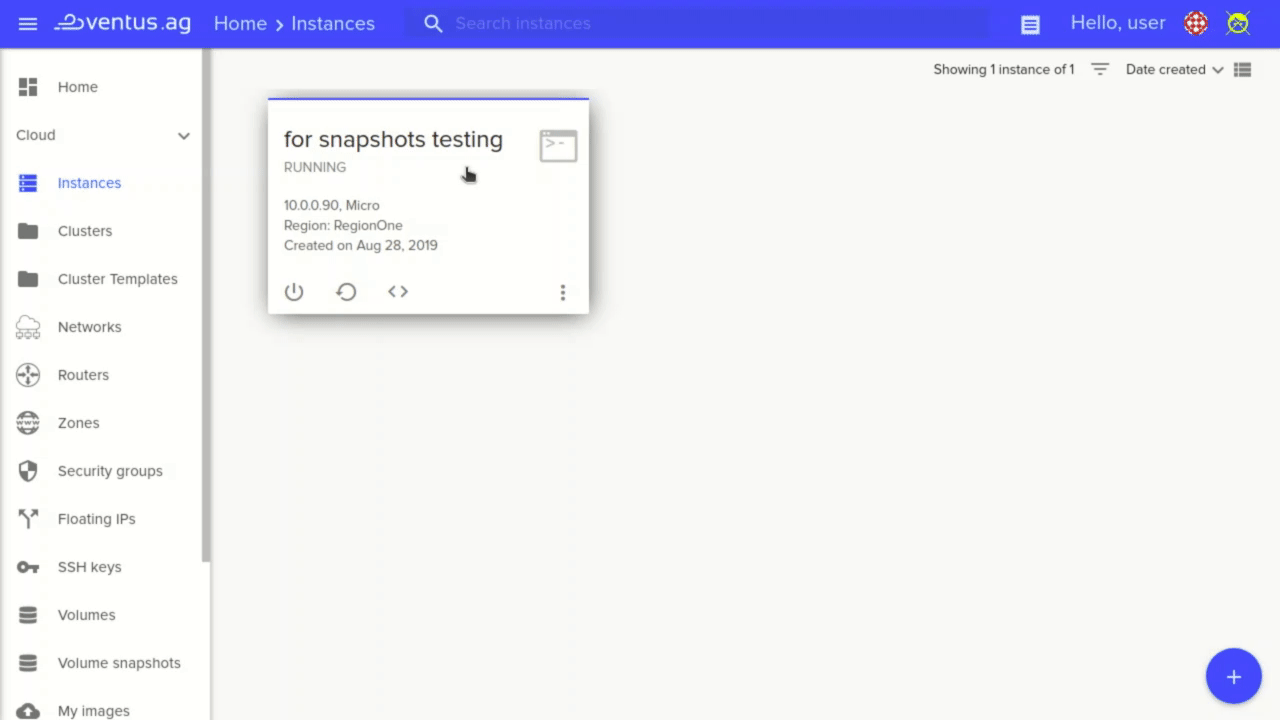 ventus.ag Home > Instances Search instances Hello, user
Showing 1 instance of 1 Date created
Home
Cloud
Instances
Clusters
Cluster Templates
Networks
Routers
Zones
Security groups
Floating IPs
SSH keys
Volumes
Volume snapshots
My images
for snapshots testing
RUNNING
10.0.0.90, Micro
Region: RegionOne
Created on Aug 28, 2019